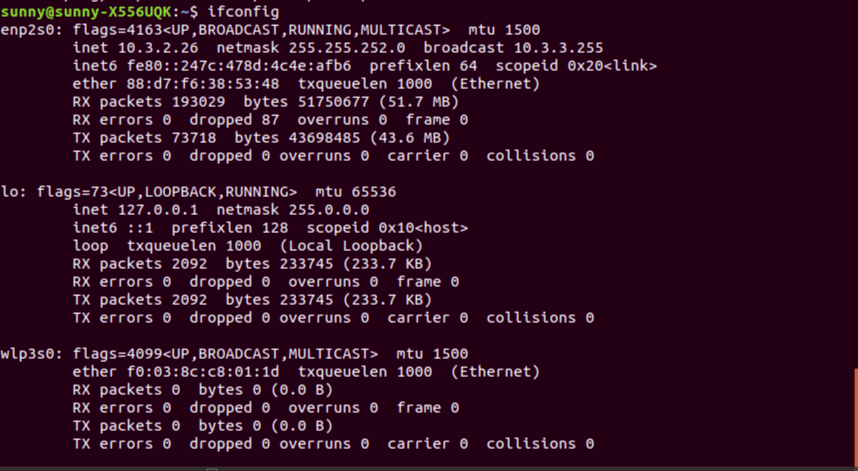 sunny@sunny-X556UQK:~$ ifconfig
enp2s0: flags=4163<UP,BROADCAST,RUNNING,MULTICAST>  mtu 1500
        inet 10.3.2.26  netmask 255.255.252.0  broadcast 10.3.3.255
        inet6 fe80::247c:478d:4c4e:afb6  prefixlen 64  scopeid 0x20<link>
        ether 88:d7:f6:38:53:48  txqueuelen 1000  (Ethernet)
        RX packets 193029  bytes 51750677 (51.7 MB)
        RX errors 0  dropped 87  overruns 0  frame 0
        TX packets 73718  bytes 43698485 (43.6 MB)
        TX errors 0  dropped 0 overruns 0  carrier 0  collisions 0

lo: flags=73<UP,LOOPBACK,RUNNING>  mtu 65536
        inet 127.0.0.1  netmask 255.0.0.0
        inet6 ::1  prefixlen 128  scopeid 0x10<host>
        loop  txqueuelen 1000  (Local Loopback)
        RX packets 2092  bytes 233745 (233.7 KB)
        RX errors 0  dropped 0  overruns 0  frame 0
        TX packets 2092  bytes 233745 (233.7 KB)
        TX errors 0  dropped 0 overruns 0  carrier 0  collisions 0

wlp3s0: flags=4099<UP,BROADCAST,MULTICAST>  mtu 1500
        ether f0:03:8c:c8:01:1d  txqueuelen 1000  (Ethernet)
        RX packets 0  bytes 0 (0.0 B)
        RX errors 0  dropped 0  overruns 0  frame 0
        TX packets 0  bytes 0 (0.0 B)
        TX errors 0  dropped 0 overruns 0  carrier 0  collisions 0